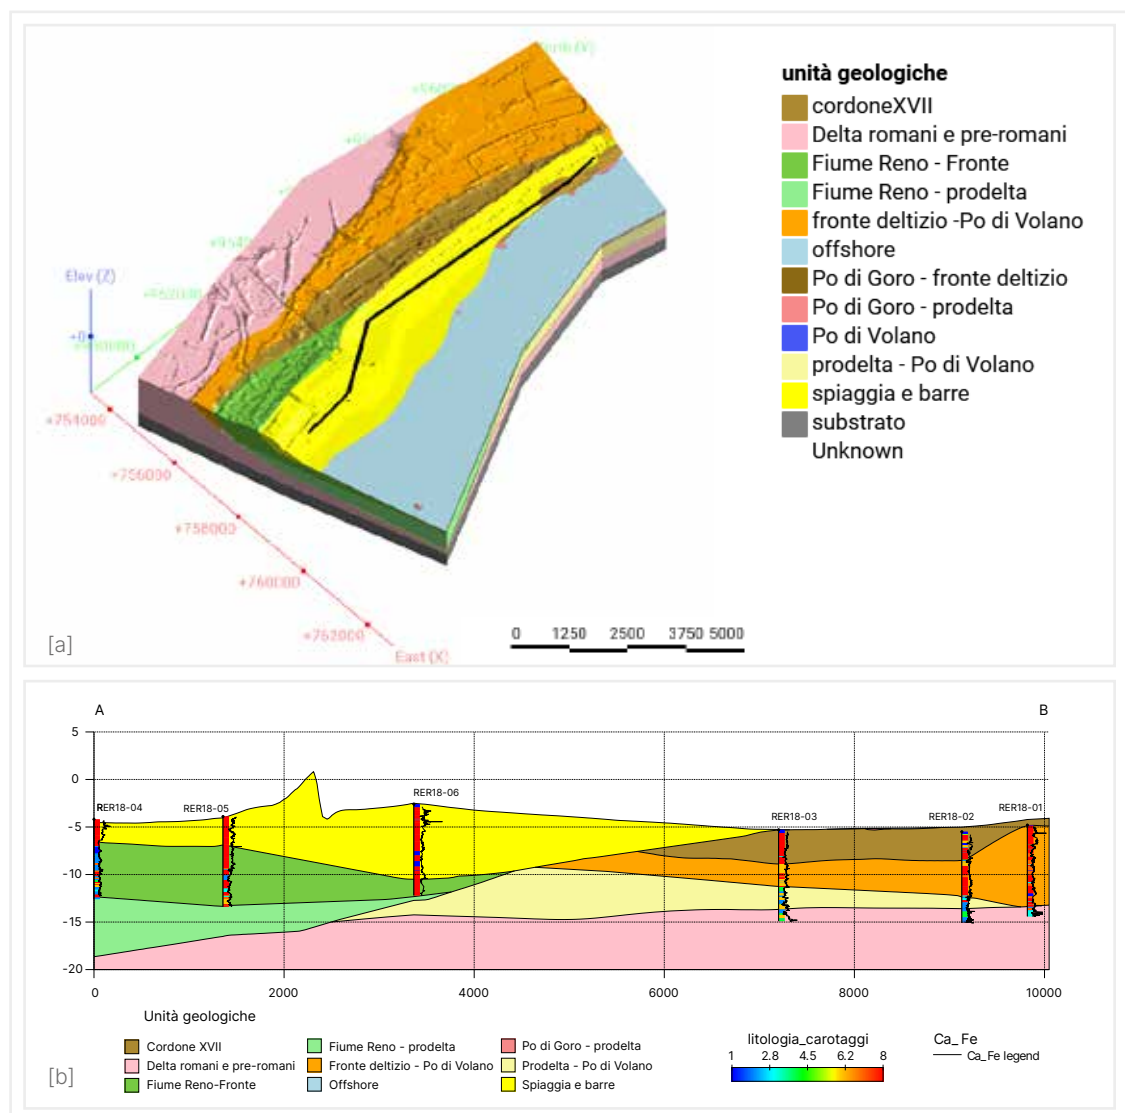 unità geologiche
cordoneXVII
Delta romani e pre-romani
Fiume Reno - Fronte
Fiume Reno - prodelta
fronte deltizio -Po di Volano
offshore
Po di Goro - fronte deltizio
Po di Goro - prodelta
Po di Volano
prodelta - Po di Volano
spiaggia e barre
substrato
Unknown
Elev (Z)
+0
+754000
+756000
+758000
+760000
+762000
East (X)
0 1250 2500 3750 5000
[a]
A B
5
0
-5
-10
-15
-20
RER18-04 RER18-05 RER18-06 RER18-03 RER18-02 RER18-01
0 2000 4000 6000 8000 10000
Unità geologiche
Cordone XVII
Delta romani e pre-romani
Fiume Reno-Fronte
Fiume Reno - prodelta
Fronte deltizio - Po di Volano
Offshore
Po di Goro - prodelta
Prodelta - Po di Volano
Spiaggie e barre
litologia_carotaggi
1 2.8 4.5 6.2 8
Ca_Fe
Ca_Fe legend
[b]